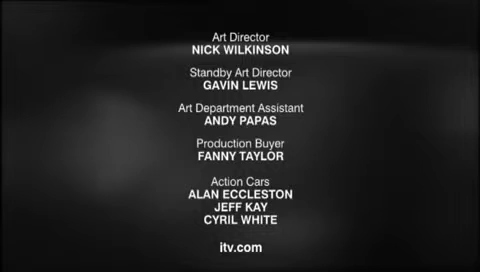 Art Director
NICK WILKINSON
Standby Art Director
GAVIN LEWIS
Art Department Assistant
ANDY PAPAS
Production Buyer
FANNY TAYLOR
Action Cars
ALAN ECCLESTON
JEFF KAY
CYRIL WHITE
itv.com